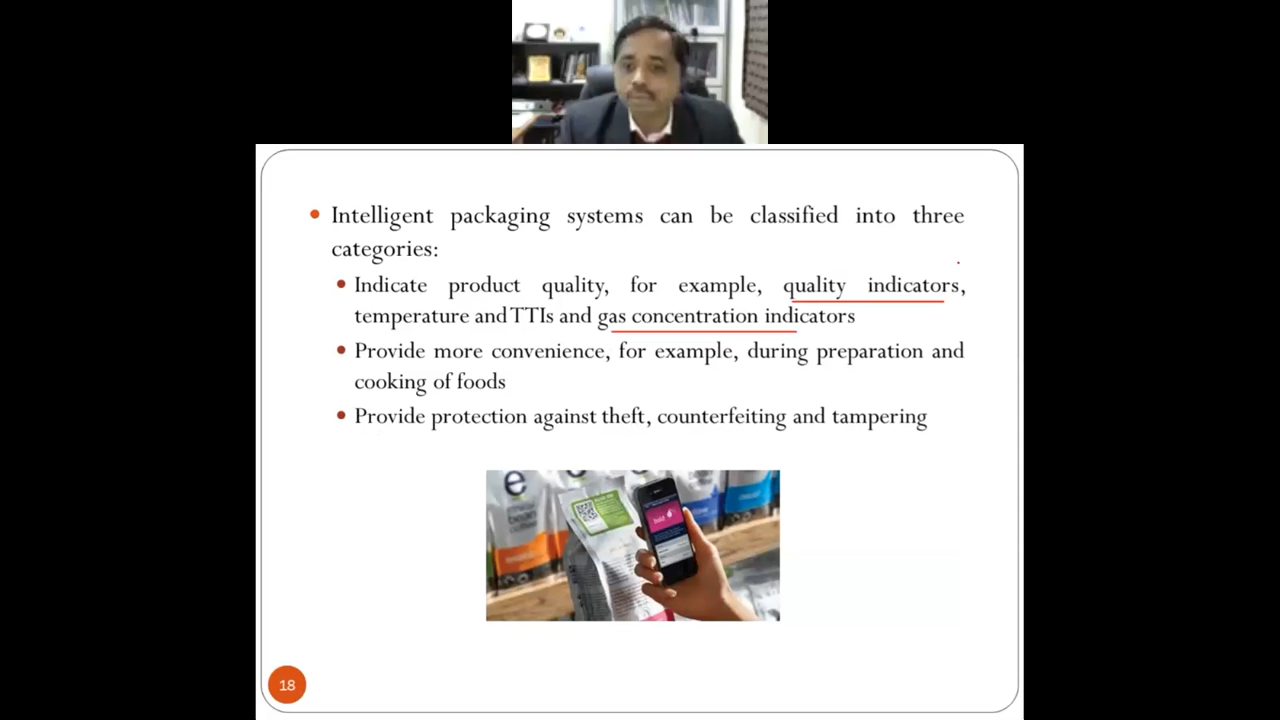 Intelligent packaging systems can be classified into three
categories:
Indicate product quality, for example, quality indicators,
temperature and TTIs and gas concentration indicators
Provide more convenience, for example, during preparation and
cooking of foods
Provide protection against theft, counterfeiting and tampering
e
18